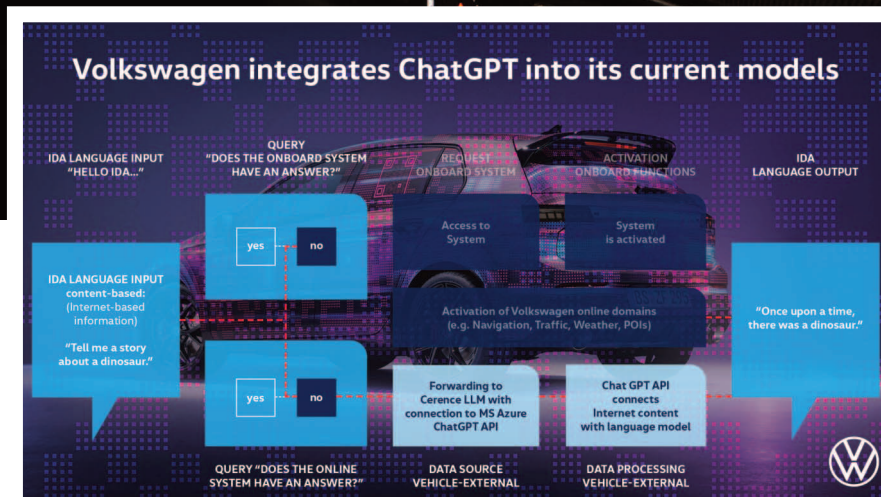 Volkswagen integrates ChatGPT into its current models
IDA LANGUAGE INPUT
"HELLO IDA..."
QUERY
"DOES THE ONBOARD SYSTEM
HAVE AN ANSWER?"
REQUEST
ONBOARD SYSTEM
ACTIVATION
ONBOARD FUNCTIONS
IDA
LANGUAGE OUTPUT
yes
no
Access to
System
System
is activated
IDA LANGUAGE INPUT
content-based:
(Internet-based
information)
"Tell me a story
about a dinosaur."
Activation of Volkswagen online domains
(e.g. Navigation, Traffic, Weather, POIs)
"Once upon a time,
there was a dinosaur."
yes
no
Forwarding to
Cerence LLM with
connection to MS Azure
ChatGPT API
Chat GPT API
connects
Internet content
with language model
QUERY "DOES THE ONLINE
SYSTEM HAVE AN ANSWER?"
DATA SOURCE
VEHICLE-EXTERNAL
DATA PROCESSING
VEHICLE-EXTERNAL